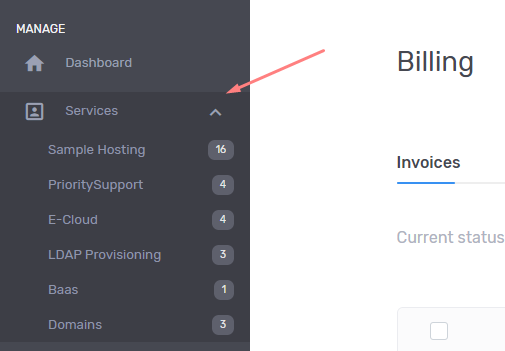 MANAGE
Dashboard
Services
Sample Hosting 16
PrioritySupport 4
E-Cloud 4
LDAP Provisioning 3
Baas 1
Domains 3
Billing
Invoices
Current status